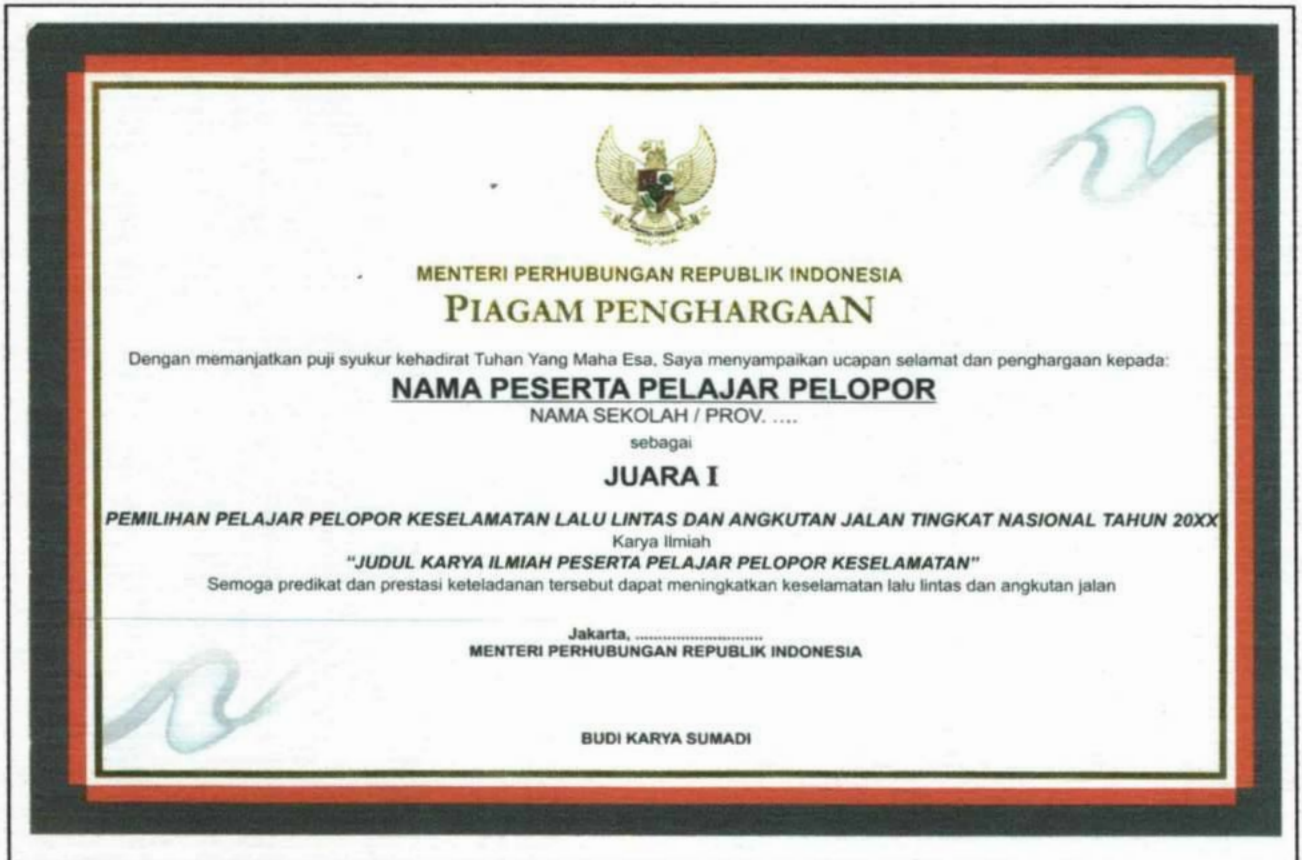 MENTERI PERHUBUNGAN REPUBLIK INDONESIA
PIAGAM PENGHARGAAN
Dengan memanjatkan puji syukur kehadirat Tuhan Yang Maha Esa, Saya menyampaikan ucapan selamat dan penghargaan kepada:
NAMA PESERTA PELAJAR PELOPOR
NAMA SEKOLAH / PROV. ....
sebagai
JUARA I
PEMILIHAN PELAJAR PELOPOR KESELAMATAN LALU LINTAS DAN ANGKUTAN JALAN TINGKAT NASIONAL TAHUN 20XX
Karya Ilmiah
"JUDUL KARYA ILMIAH PESERTA PELAJAR PELOPOR KESELAMATAN"
Semoga predikat dan prestasi keteladanan tersebut dapat meningkatkan keselamatan lalu lintas dan angkutan jalan
Jakarta, ............................
MENTERI PERHUBUNGAN REPUBLIK INDONESIA
BUDI KARYA SUMADI